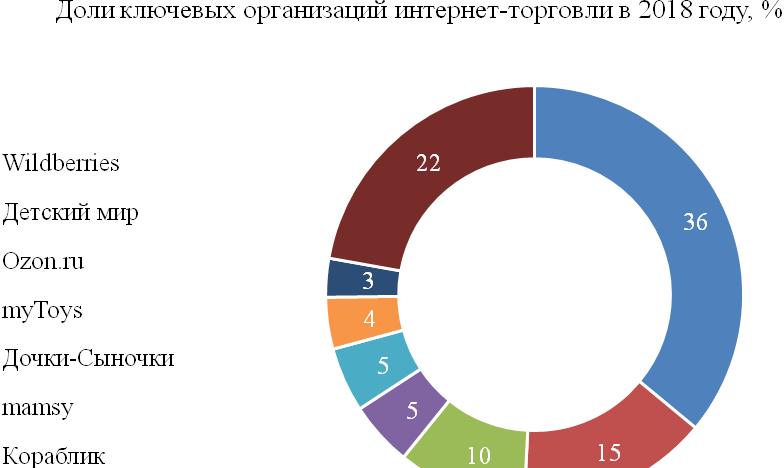 Доли ключевых организаций интернет-торговли в 2018 году, %
Wildberries
Детский мир
Ozon.ru
myToys
Дочки-Сыночки
mamsy
Кораблик
22
36
3
4
5
5
10
15